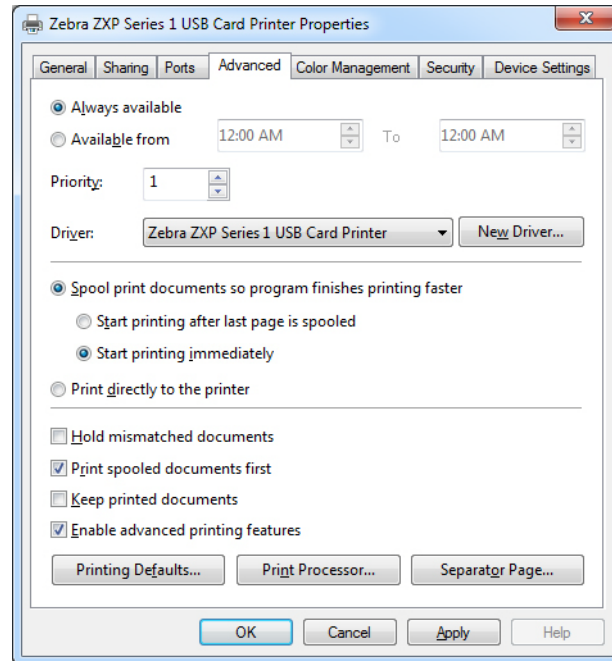 Zebra ZXP Series 1 USB Card Printer Properties
General Sharing Ports Advanced Color Management Security Device Settings
Always available
Available from 12:00 AM To 12:00 AM
Priority: 1
Driver: Zebra ZXP Series 1 USB Card Printer New Driver...
Spool print documents so program finishes printing faster
Start printing after last page is spooled
Start printing immediately
Print directly to the printer
Hold mismatched documents
Print spooled documents first
Keep printed documents
Enable advanced printing features
Printing Defaults... Print Processor... Separator Page...
OK Cancel Apply Help